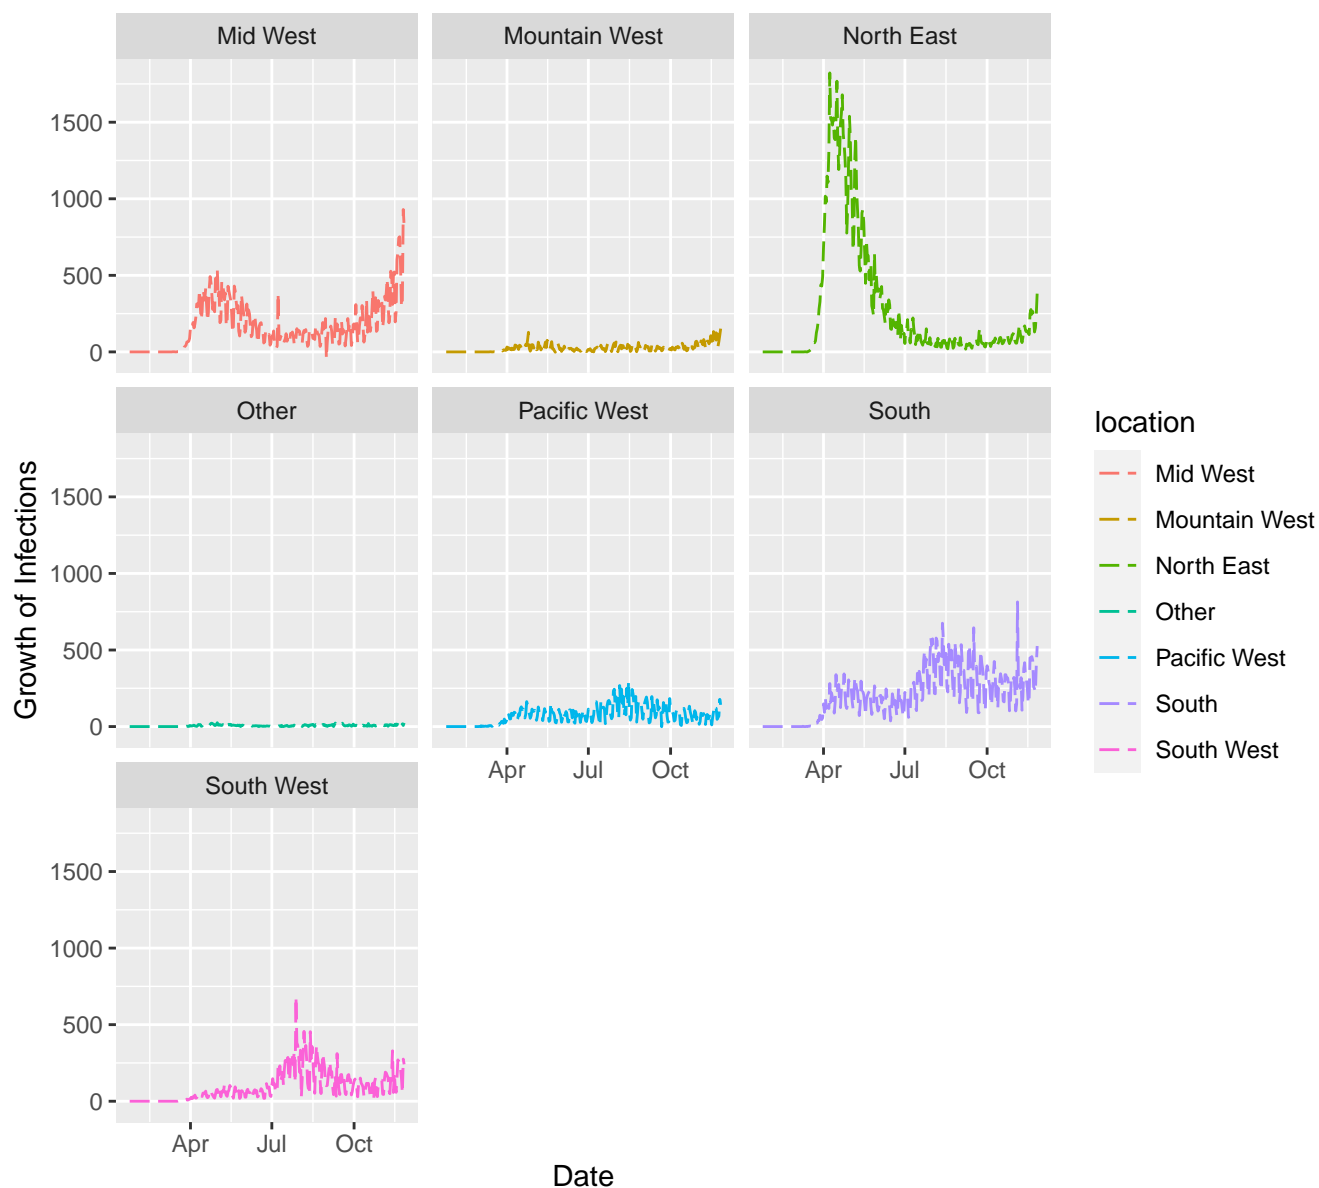 Mid West
Mountain West
North East
1500
1000
500
0
Other
Pacific West
South
1500
1000
500
0
Apr
Jul
Oct
Apr
Jul
Oct
South West
1500
1000
500
0
Apr
Jul
Oct
Date
Growth of Infections
location
Mid West
Mountain West
North East
Other
Pacific West
South
South West